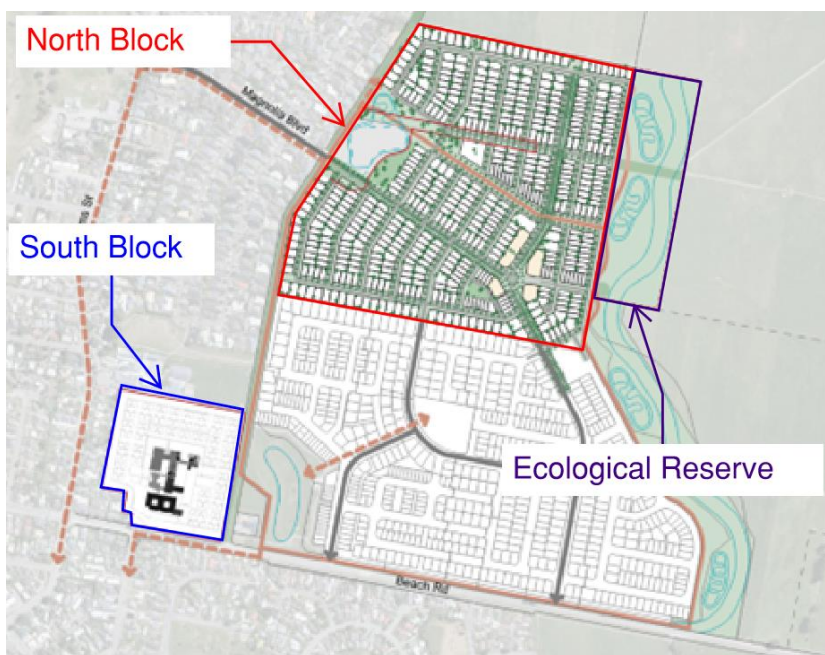 North Block
Magnolia Blvd
South Block
Ecological Reserve
Beach Rd